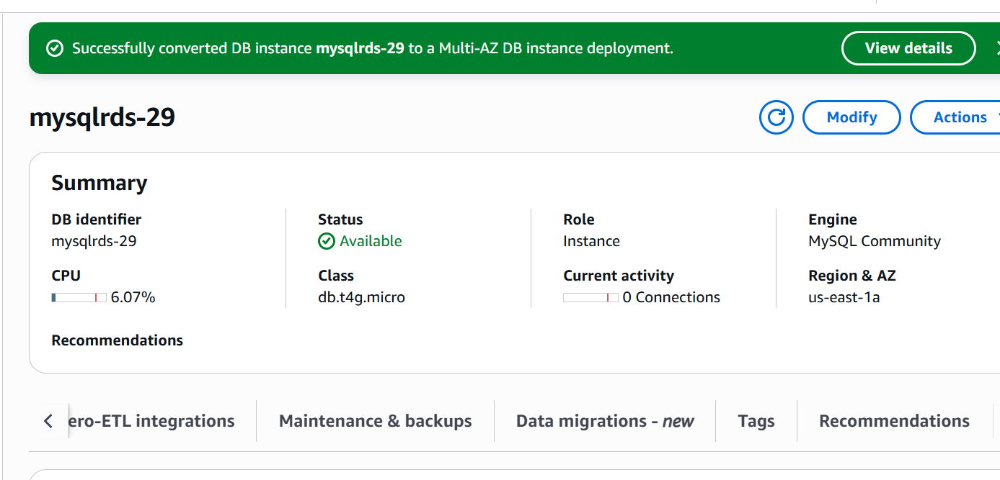 Successfully converted DB instance mysqlrds-29 to a Multi-AZ DB instance deployment.
View details
mysqlrds-29
Modify
Actions
Summary
DB identifier
mysqlrds-29
Status
Available
Role
Instance
Engine
MySQL Community
CPU
6.07%
Class
db.t4g.micro
Current activity
0 Connections
Region & AZ
us-east-1a
Recommendations
ero-ETL integrations
Maintenance & backups
Data migrations - new
Tags
Recommendations